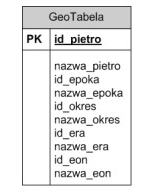 GeoTabela
PK id_pietro
nazwa_pietro
id_epoka
nazwa_epoka
id_okres
nazwa_okres
id_era
nazwa_era
id_eon
nazwa_eon